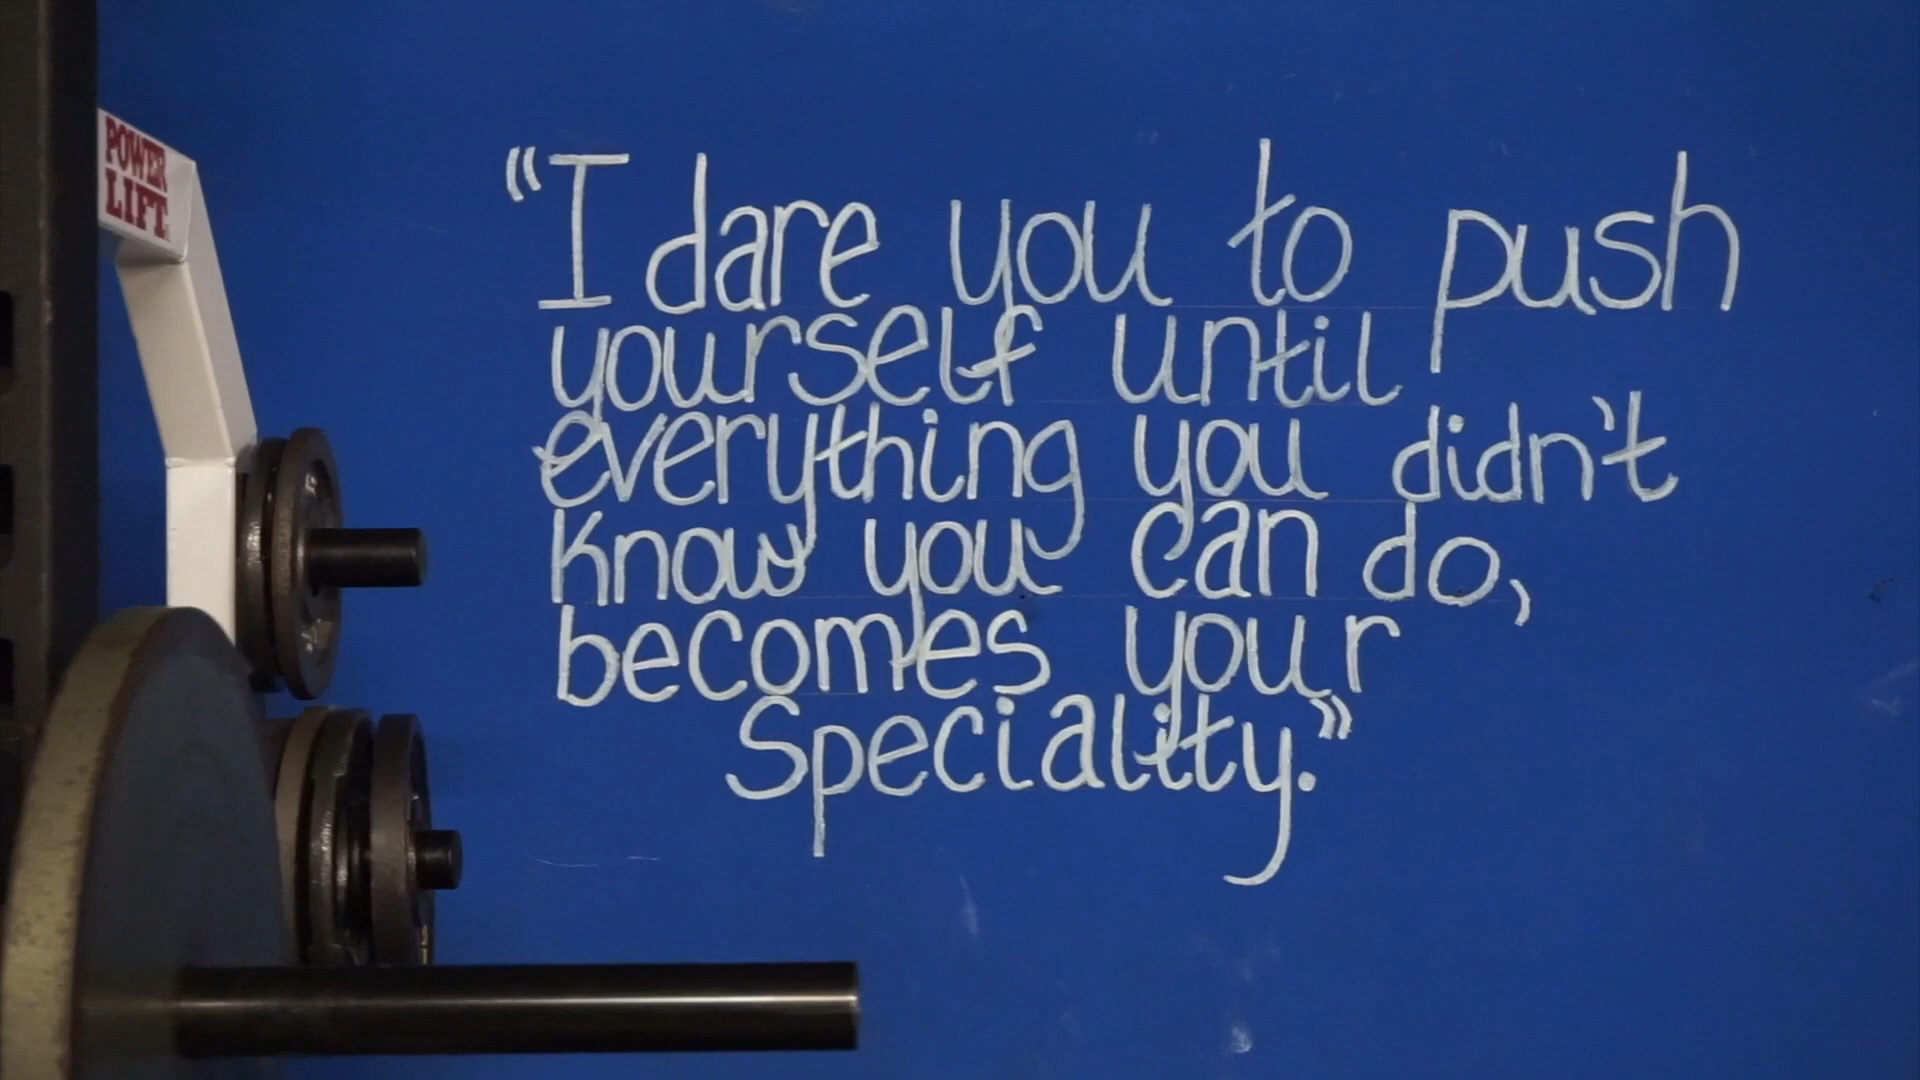 POWER
LIFT
“I dare you to push
yourself until
everything you didn't
know you can do,
becomes your
Speciality.”